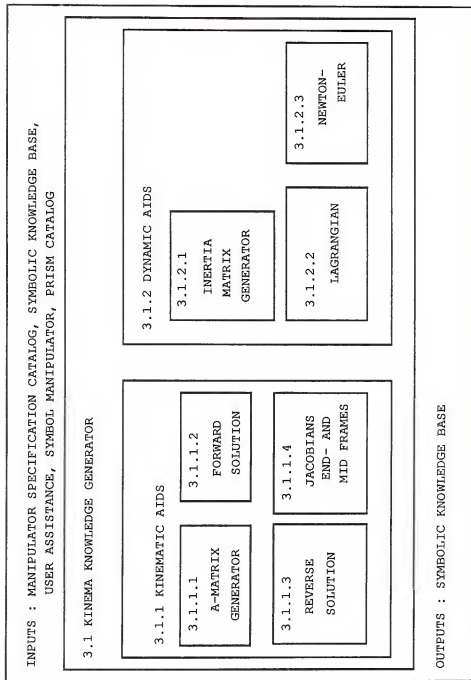 INPUTS : MANIPULATOR SPECIFICATION CATALOG, SYMBOLIC KNOWLEDGE BASE,
USER ASSISTANCE, SYMBOL MANIPULATOR, PRISM CATALOG
3.1 KINEMA KNOWLEDGE GENERATOR
3.1.1 KINEMATIC AIDS
3.1.1.1
A-MATRIX
GENERATOR
3.1.1.2
FORWARD
SOLUTION
3.1.1.3
REVERSE
SOLUTION
3.1.1.4
JACOBIANS
END- AND
MID FRAMES
3.1.2 DYNAMIC AIDS
3.1.2.1
INERTIA
MATRIX
GENERATOR
3.1.2.2
LAGRANGIAN
3.1.2.3
NEWTON-
EULER
OUTPUTS : SYMBOLIC KNOWLEDGE BASE